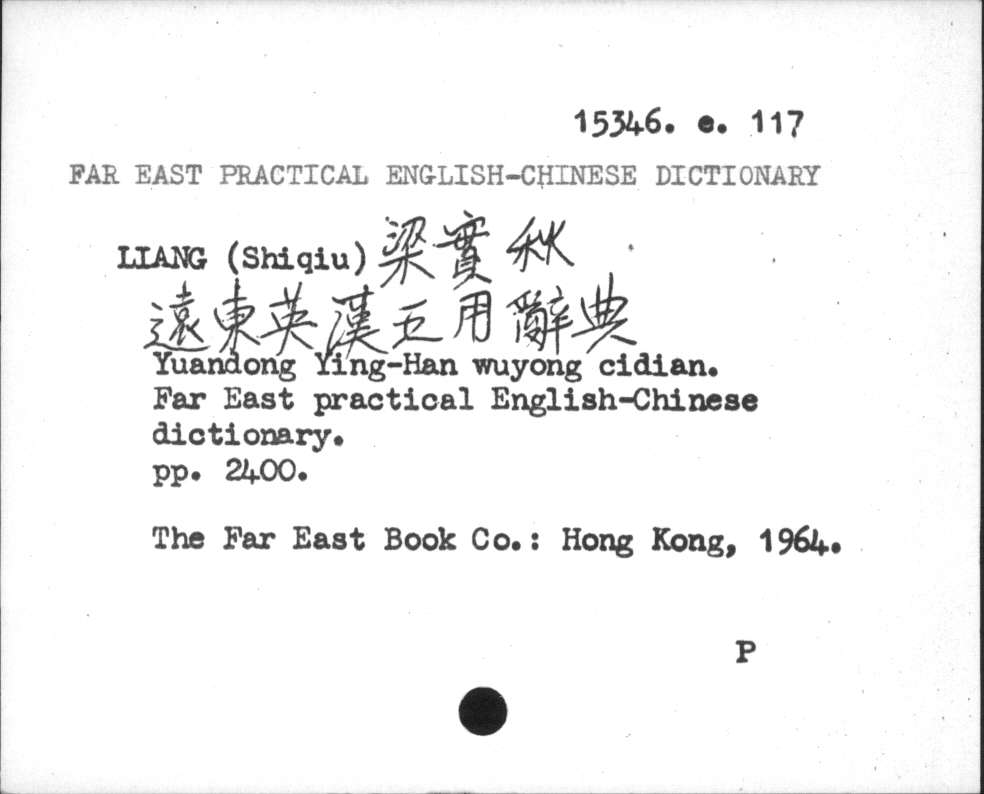 15346. e. 117
FAR EAST PRACTICAL ENGLISH-CHINESE DICTIONARY
LIANG (Shiqiu) 梁實秋
遠東英漢五用辭典
Yuandong Ying-Han wuyong cidian.
Far East practical English-Chinese
dictionary.
pp. 2400.
The Far East Book Co.: Hong Kong, 1964.
P